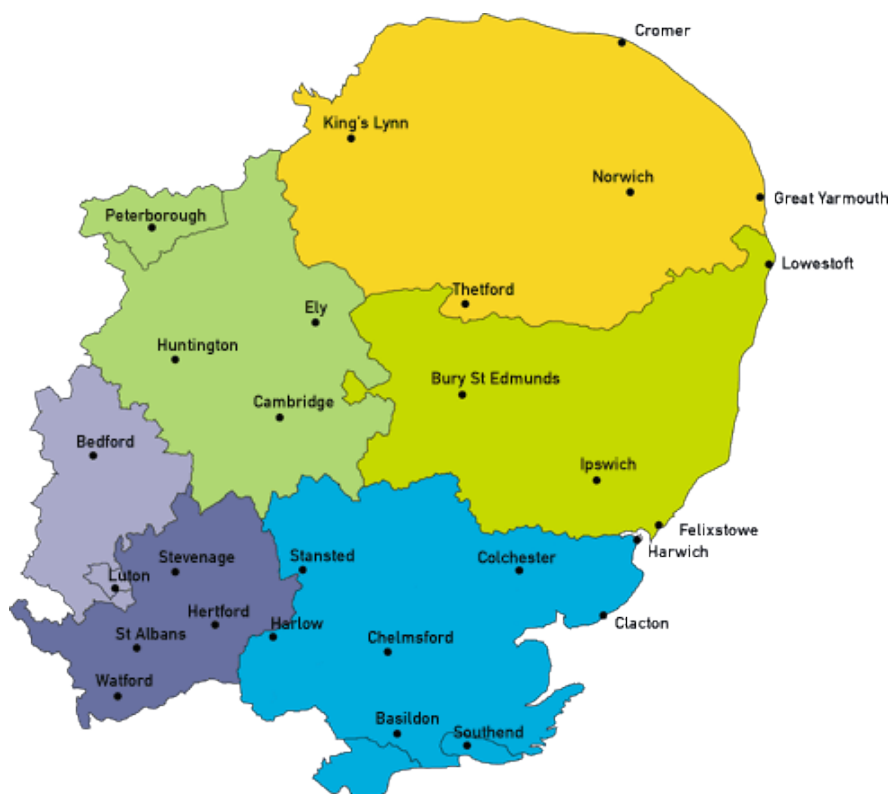 Cromer
King's Lynn
Norwich
Great Yarmouth
Peterborough
Lowestoft
Thetford
Ely
Huntington
Bury St Edmunds
Cambridge
Bedford
Ipswich
Felixstowe
Harwich
Stevenage
Stansted
Colchester
Luton
Hertford
Harlow
Clacton
St Albans
Chelmsford
Watford
Basildon
Southend